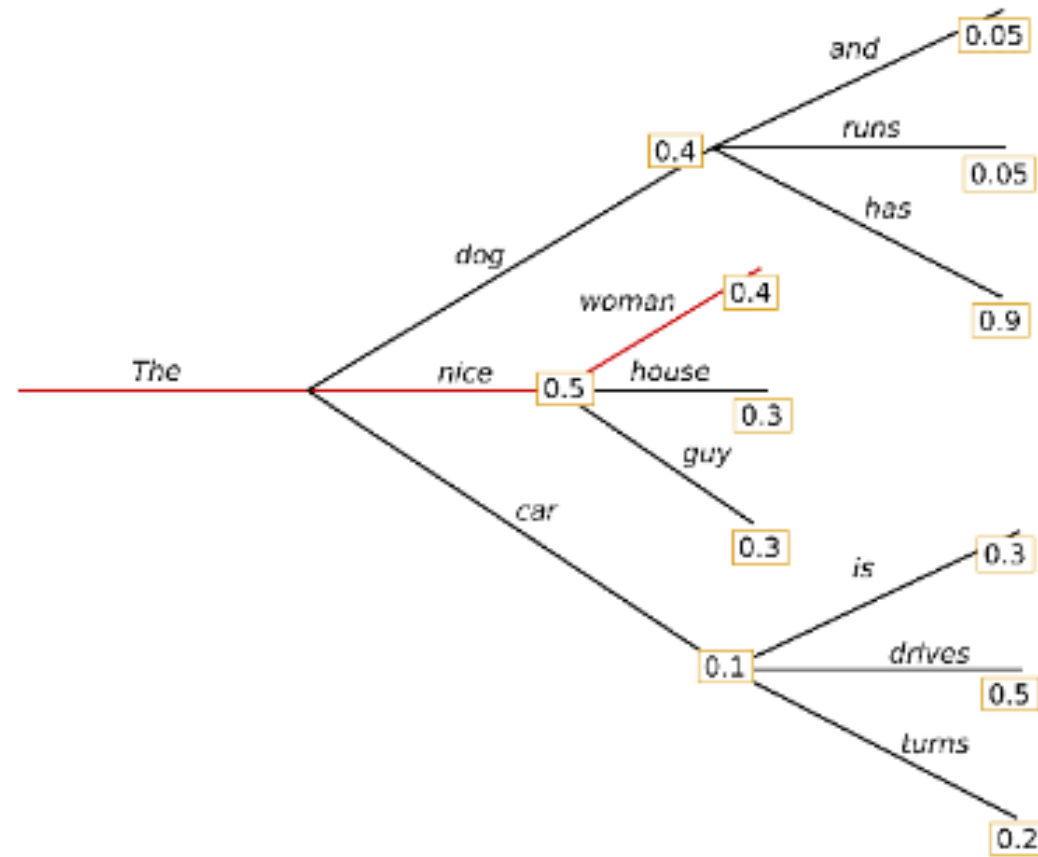 and
0.05
runs
0.4
0.05
has
dog
0.9
woman
0.4
The
nice
0.5
house
0.3
guy
car
0.3
is
0.3
drives
0.1
0.5
turns
0.2